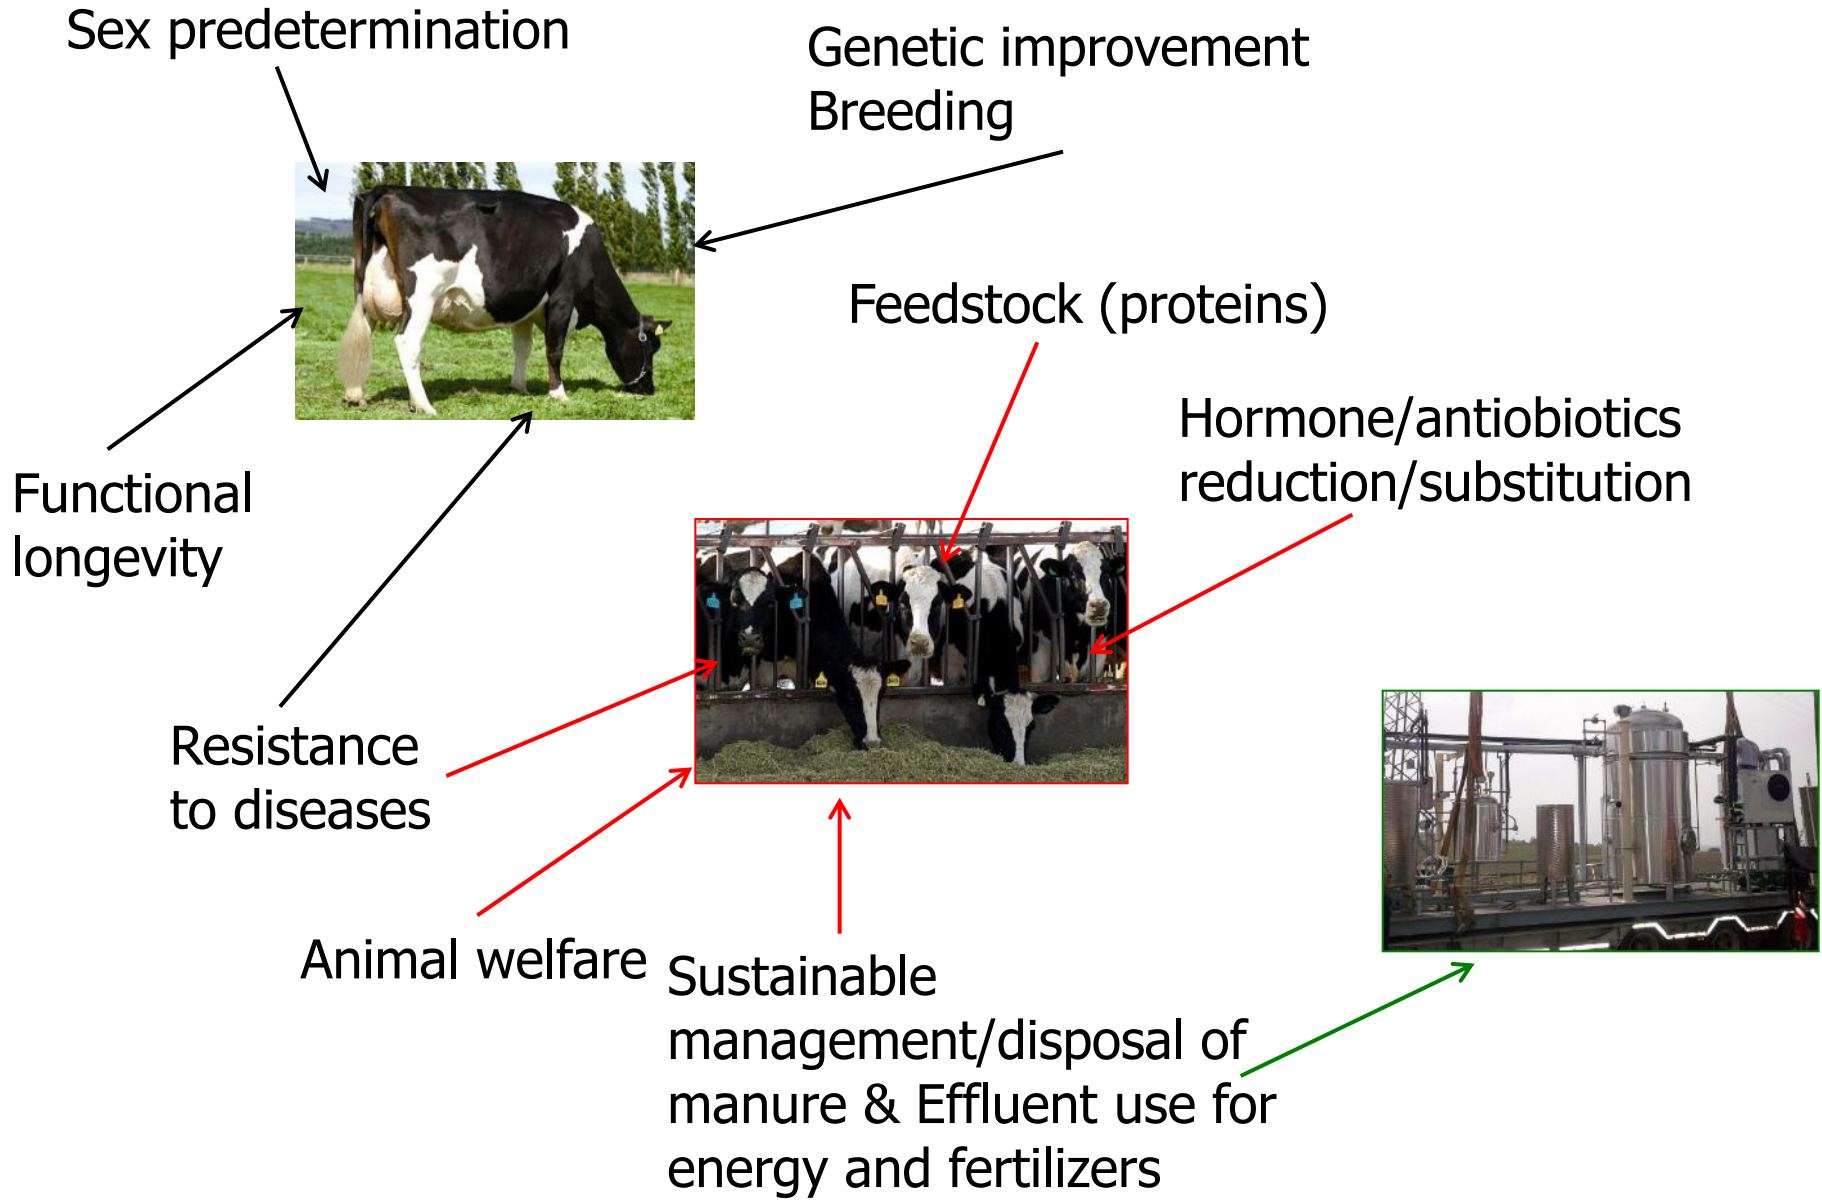 Sex predetermination
Genetic improvement
Breeding
Feedstock (proteins)
Hormone/antiobiotics
reduction/substitution
Functional
longevity
Resistance
to diseases
Animal welfare
Sustainable
management/disposal of
manure & Effluent use for
energy and fertilizers